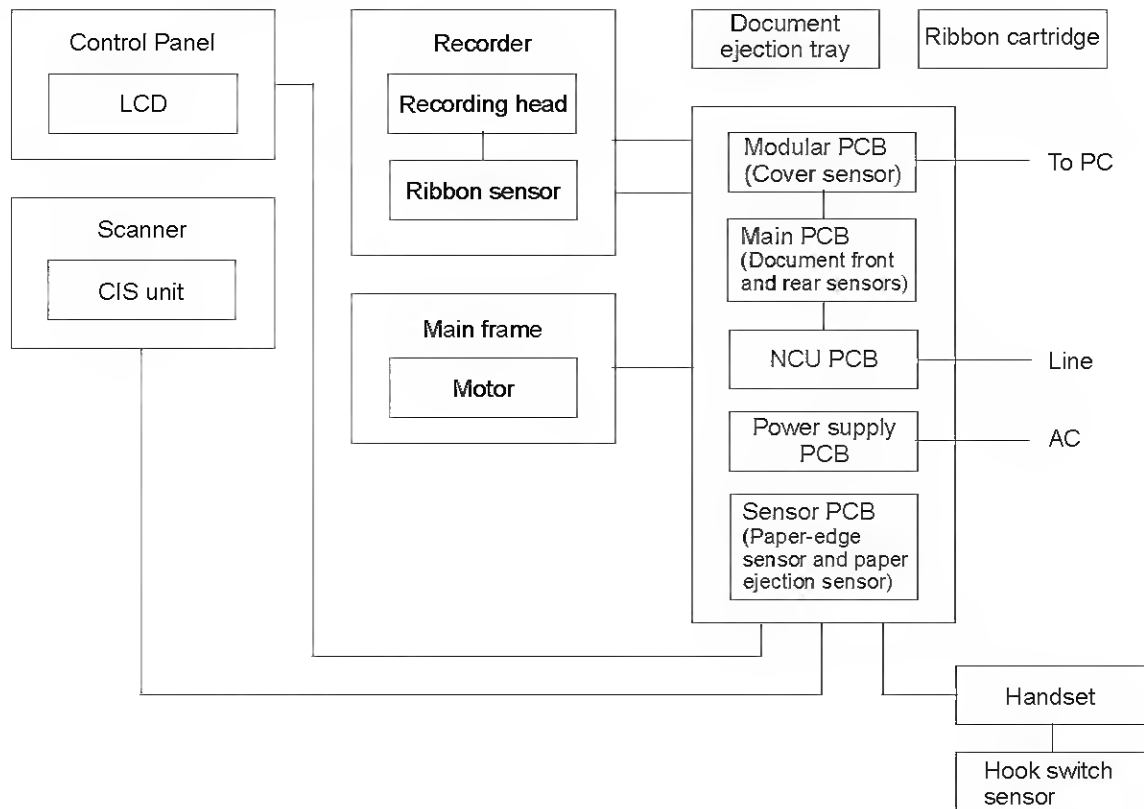 Control Panel
LCD
Scanner
CIS unit
Recorder
Recording head
Ribbon sensor
Main frame
Motor
Document
ejection tray
Ribbon cartridge
Modular PCB
(Cover sensor)
To PC
Main PCB
(Document front
and rear sensors)
NCU PCB
Line
Power supply
PCB
AC
Sensor PCB
(Paper-edge
sensor and paper
ejection sensor)
Handset
Hook switch
sensor